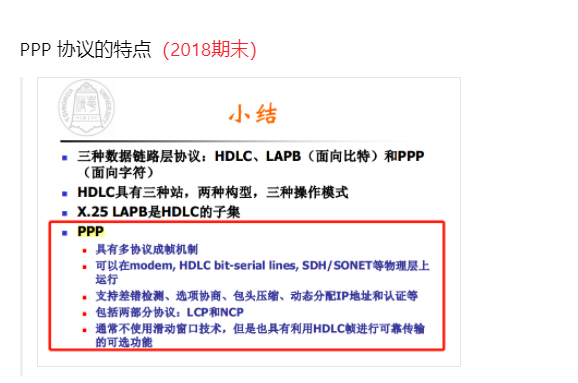 PPP 协议的特点（2018期末）
小结
三种数据链路层协议：HDLC、LAPB（面向比特）和PPP
（面向字符）
HDLC具有三种站，两种构型，三种操作模式
X.25 LAPB是HDLC的子集
PPP
具有多协议成帧机制
可以在modem, HDLC bit-serial lines, SDH/SONET等物理层上
运行
支持差错检测、选项协商、包头压缩、动态分配IP地址和认证等
包括两部分协议：LCP和NCP
通常不使用滑动窗口技术，但是也具有利用HDLC帧进行可靠传输
的可选功能